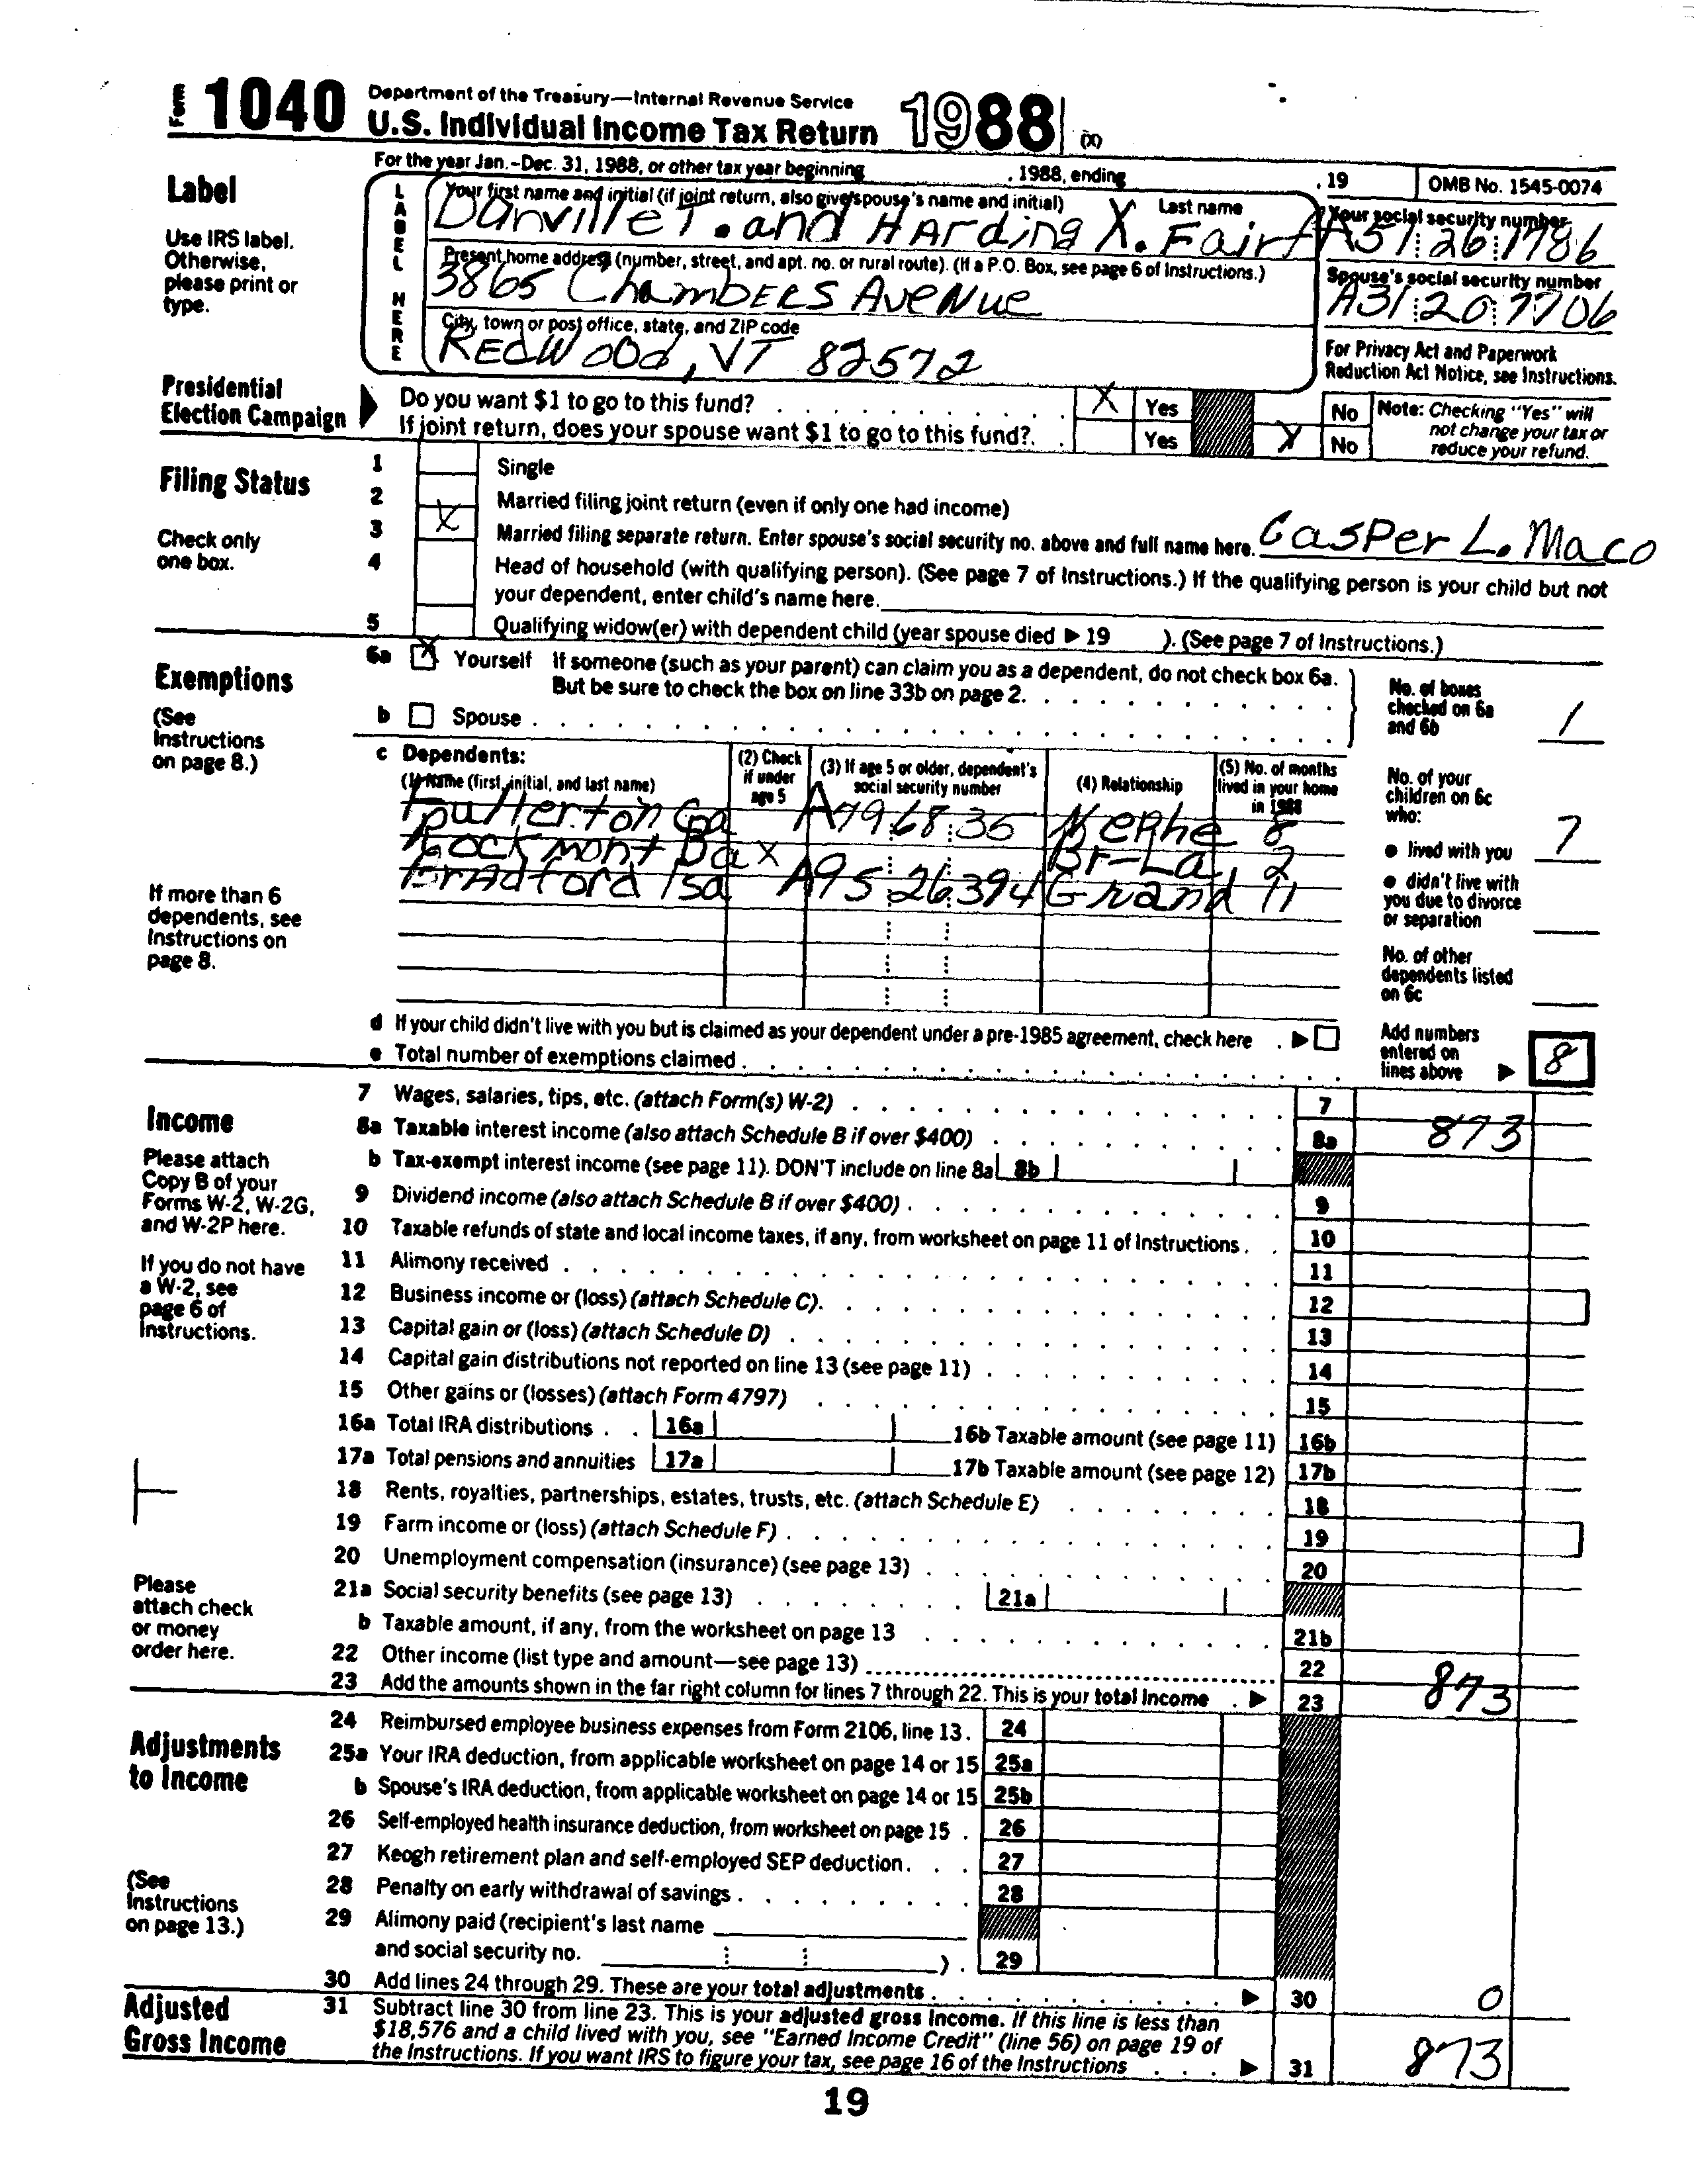 Form 1040 Department of the Treasury—Internal Revenue Service
U.S. Individual Income Tax Return 1988 (X)
For the year Jan.–Dec. 31, 1988, or other tax year beginning , 1988, ending , 19 OMB No. 1545-0074
Label
Use IRS label.
Otherwise,
please print or
type.
LABEL HERE
Your first name and initial (if joint return, also give spouse's name and initial) Last name
Danville T. and HArding X. Fairf
Your social security number
A51 26 1786
Present home address (number, street, and apt. no. or rural route). (If a P.O. Box, see page 6 of Instructions.)
3865 ChamBERS AveNue
Spouse's social security number
A31 20 7706
City, town or post office, state, and ZIP code
REdWood, VT 82572
For Privacy Act and Paperwork
Reduction Act Notice, see Instructions.
Presidential
Election Campaign
Do you want $1 to go to this fund? X Yes No
If joint return, does your spouse want $1 to go to this fund? Yes X No
Note: Checking "Yes" will
not change your tax or
reduce your refund.
Filing Status
Check only
one box.
1 Single
2 Married filing joint return (even if only one had income)
3 X Married filing separate return. Enter spouse's social security no. above and full name here. CasPer L. Maco
4 Head of household (with qualifying person). (See page 7 of Instructions.) If the qualifying person is your child but not
your dependent, enter child's name here.
5 Qualifying widow(er) with dependent child (year spouse died ▶ 19 ). (See page 7 of Instructions.)
Exemptions
(See
Instructions
on page 8.)
6a X Yourself If someone (such as your parent) can claim you as a dependent, do not check box 6a.
But be sure to check the box on line 33b on page 2.
b Spouse
No. of boxes
checked on 6a
and 6b 1
c Dependents:
(1) Name (first, initial, and last name)
(2) Check
if under
age 5
(3) If age 5 or older, dependent's
social security number
(4) Relationship
(5) No. of months
lived in your home
in 1988
Fullerton Ga A79 68 35 Nephe 8
Rockmont Da X Br-La 2
Bradford Isa A95 26 394 Grand 11
If more than 6
dependents, see
Instructions on
page 8.
No. of your
children on 6c
who:
● lived with you 7
● didn't live with
you due to divorce
or separation
No. of other
dependents listed
on 6c
d If your child didn't live with you but is claimed as your dependent under a pre-1985 agreement, check here ▶
e Total number of exemptions claimed
Add numbers
entered on
lines above ▶ 8
Income
Please attach
Copy B of your
Forms W-2, W-2G,
and W-2P here.
If you do not have
a W-2, see
page 6 of
Instructions.
Please
attach check
or money
order here.
7 Wages, salaries, tips, etc. (attach Form(s) W-2) 7
8a Taxable interest income (also attach Schedule B if over $400) 8a 873
b Tax-exempt interest income (see page 11). DON'T include on line 8a 8b
9 Dividend income (also attach Schedule B if over $400) 9
10 Taxable refunds of state and local income taxes, if any, from worksheet on page 11 of Instructions 10
11 Alimony received 11
12 Business income or (loss) (attach Schedule C) 12
13 Capital gain or (loss) (attach Schedule D) 13
14 Capital gain distributions not reported on line 13 (see page 11) 14
15 Other gains or (losses) (attach Form 4797) 15
16a Total IRA distributions 16a 16b Taxable amount (see page 11) 16b
17a Total pensions and annuities 17a 17b Taxable amount (see page 12) 17b
18 Rents, royalties, partnerships, estates, trusts, etc. (attach Schedule E) 18
19 Farm income or (loss) (attach Schedule F) 19
20 Unemployment compensation (insurance) (see page 13) 20
21a Social security benefits (see page 13) 21a
b Taxable amount, if any, from the worksheet on page 13 21b
22 Other income (list type and amount—see page 13) 22
23 Add the amounts shown in the far right column for lines 7 through 22. This is your total income ▶ 23 873
Adjustments
to Income
(See
Instructions
on page 13.)
24 Reimbursed employee business expenses from Form 2106, line 13. 24
25a Your IRA deduction, from applicable worksheet on page 14 or 15 25a
b Spouse's IRA deduction, from applicable worksheet on page 14 or 15 25b
26 Self-employed health insurance deduction, from worksheet on page 15 26
27 Keogh retirement plan and self-employed SEP deduction 27
28 Penalty on early withdrawal of savings 28
29 Alimony paid (recipient's last name
and social security no. ). 29
30 Add lines 24 through 29. These are your total adjustments ▶ 30 0
Adjusted
Gross Income
31 Subtract line 30 from line 23. This is your adjusted gross income. If this line is less than
$18,576 and a child lived with you, see "Earned Income Credit" (line 56) on page 19 of
the Instructions. If you want IRS to figure your tax, see page 16 of the Instructions ▶ 31 873
19